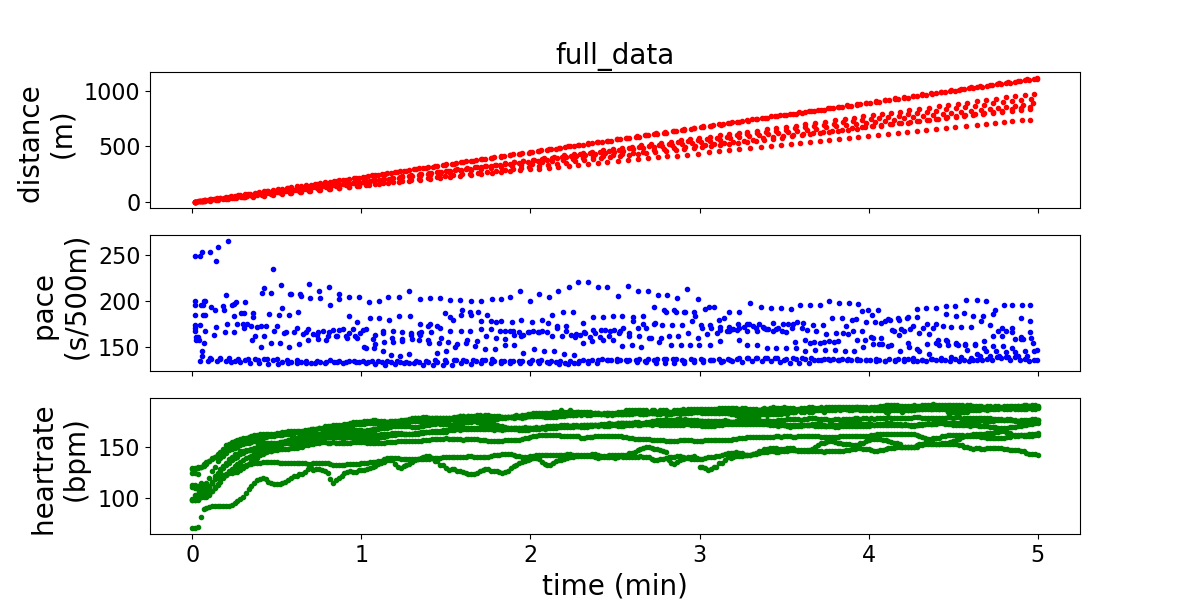 full_data
distance
(m)
1000
500
0
pace
(s/500m)
250
200
150
heartrate
(bpm)
150
100
0 1 2 3 4 5
time (min)